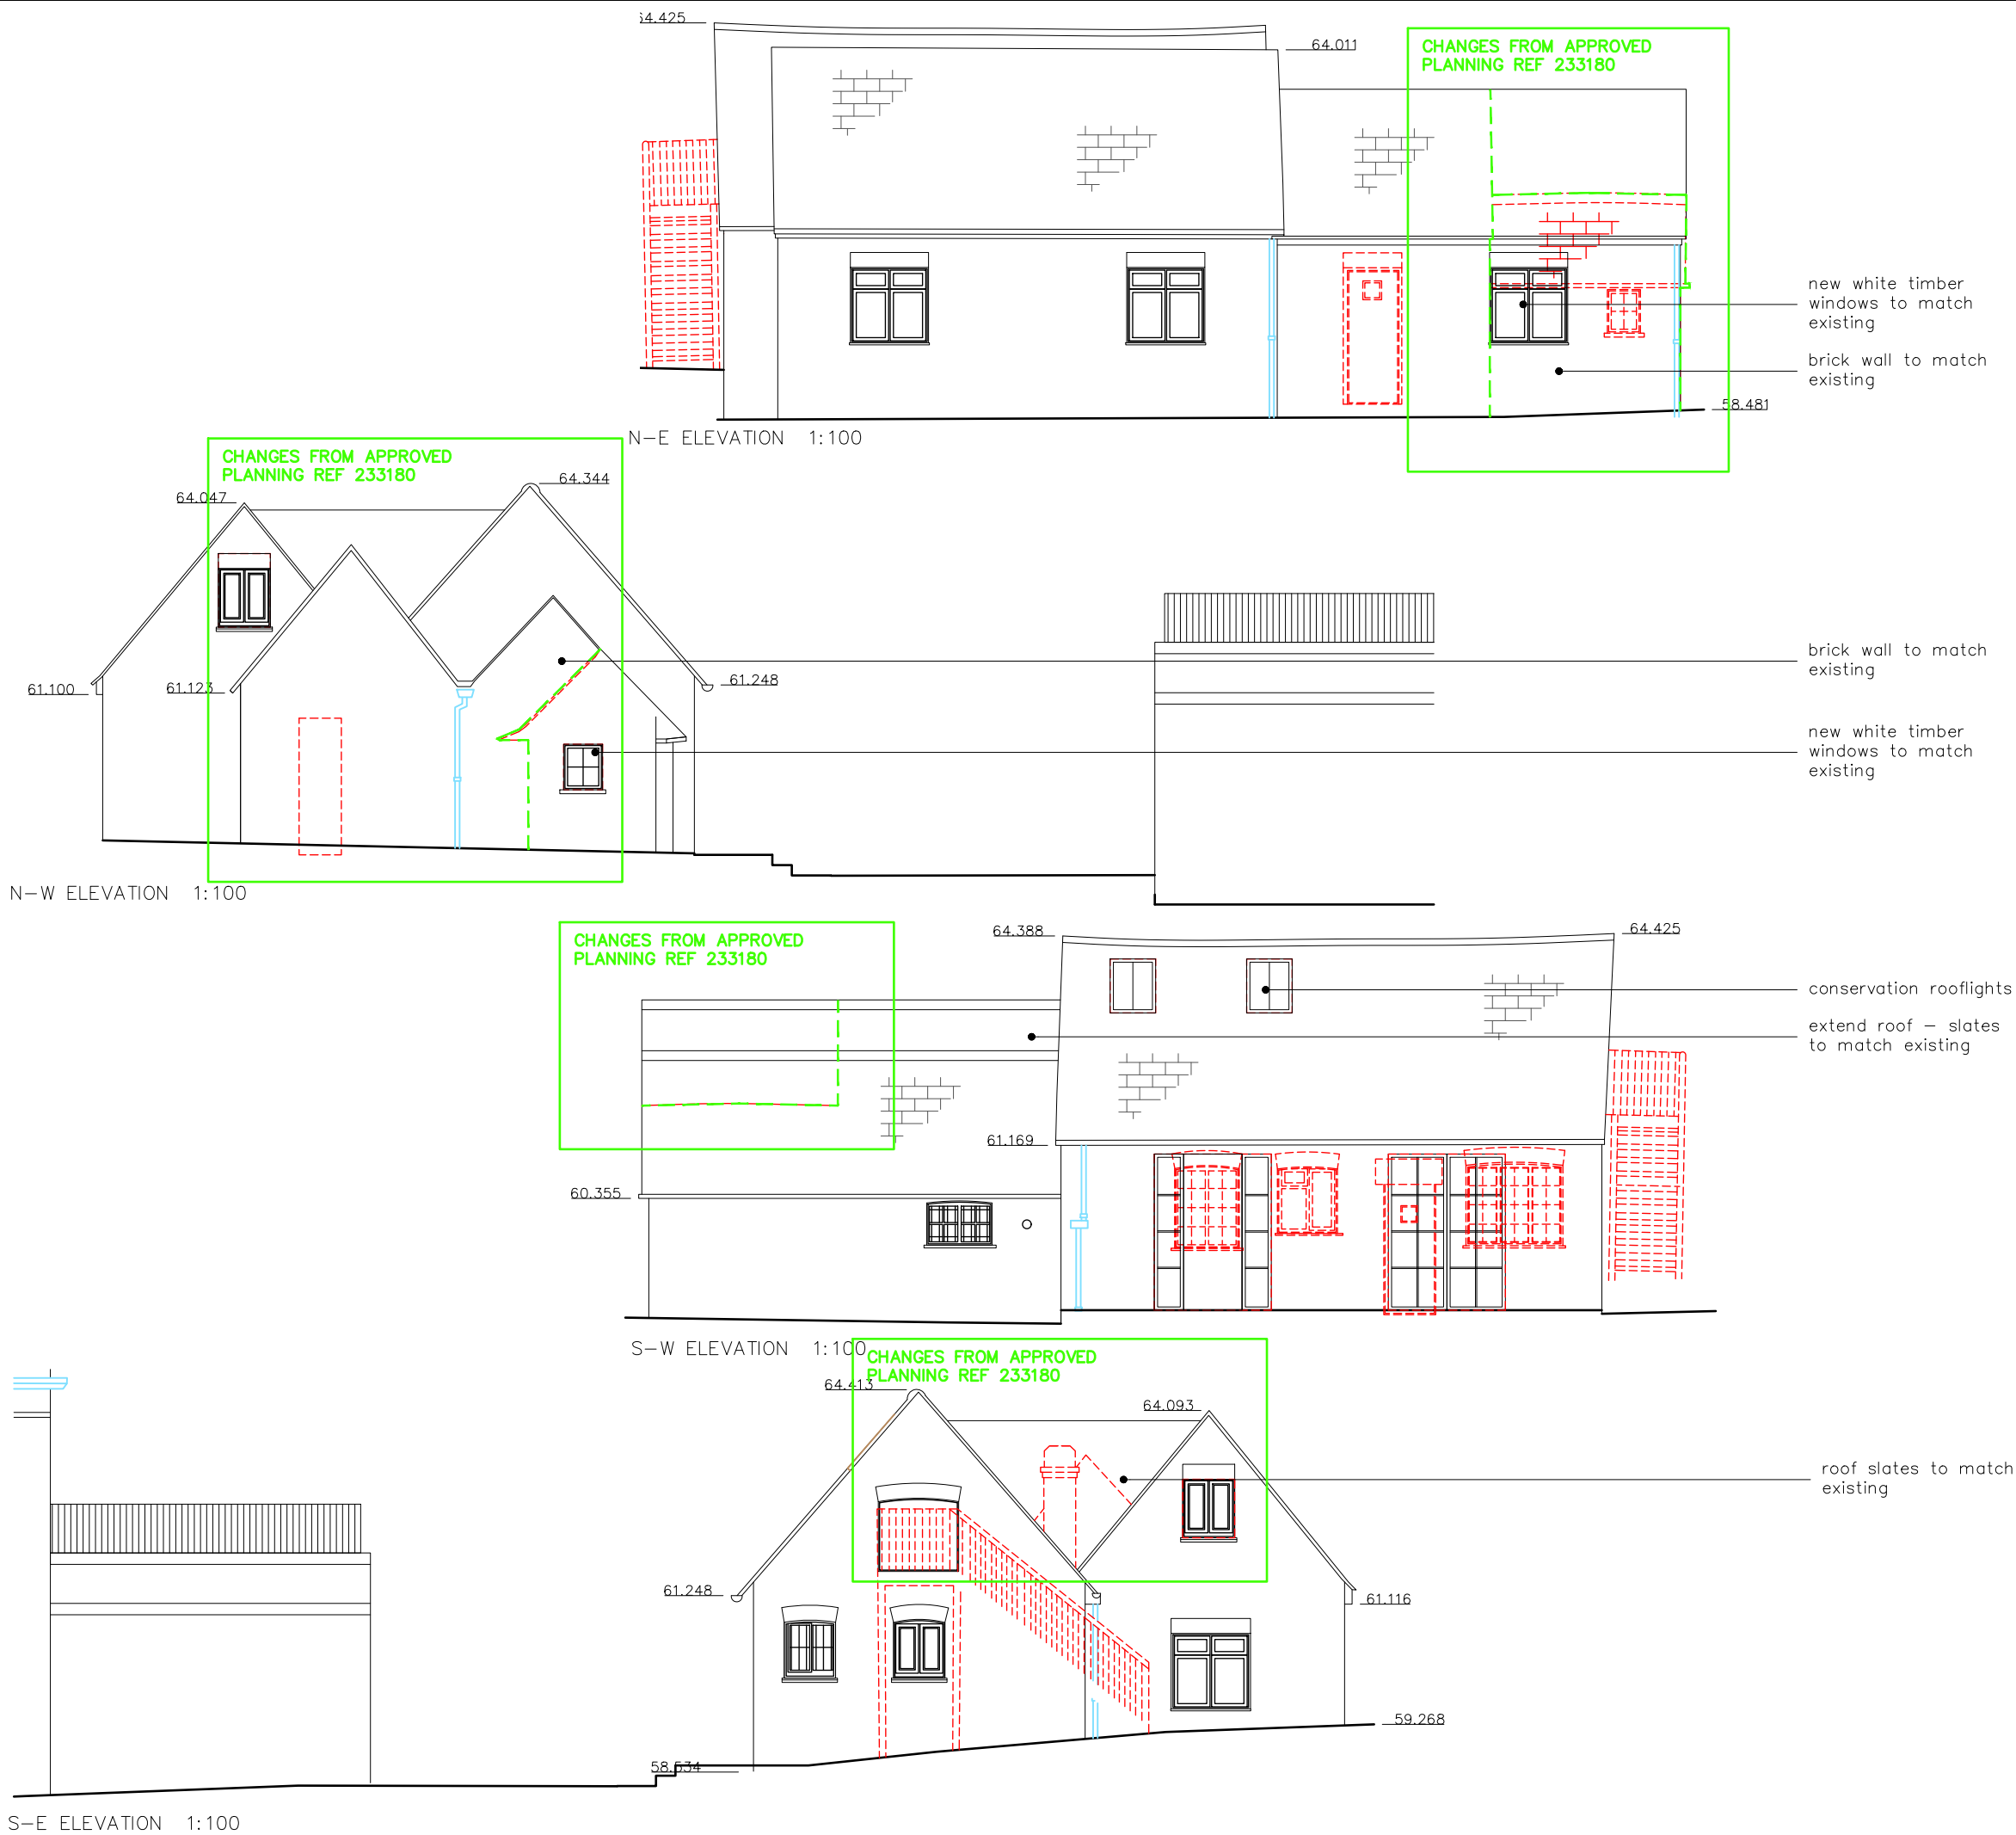 64.425
64.011
CHANGES FROM APPROVED
PLANNING REF 233180
new white timber
windows to match
existing
brick wall to match
existing
58.481
N-E ELEVATION 1:100
CHANGES FROM APPROVED
PLANNING REF 233180
64.047
64.344
61.100
61.123
61.248
brick wall to match
existing
new white timber
windows to match
existing
N-W ELEVATION 1:100
CHANGES FROM APPROVED
PLANNING REF 233180
64.388
64.425
conservation rooflights
extend roof - slates
to match existing
61.169
60.355
S-W ELEVATION 1:100
CHANGES FROM APPROVED
PLANNING REF 233180
64.413
64.093
roof slates to match
existing
61.248
61.116
59.268
58.534
S-E ELEVATION 1:100